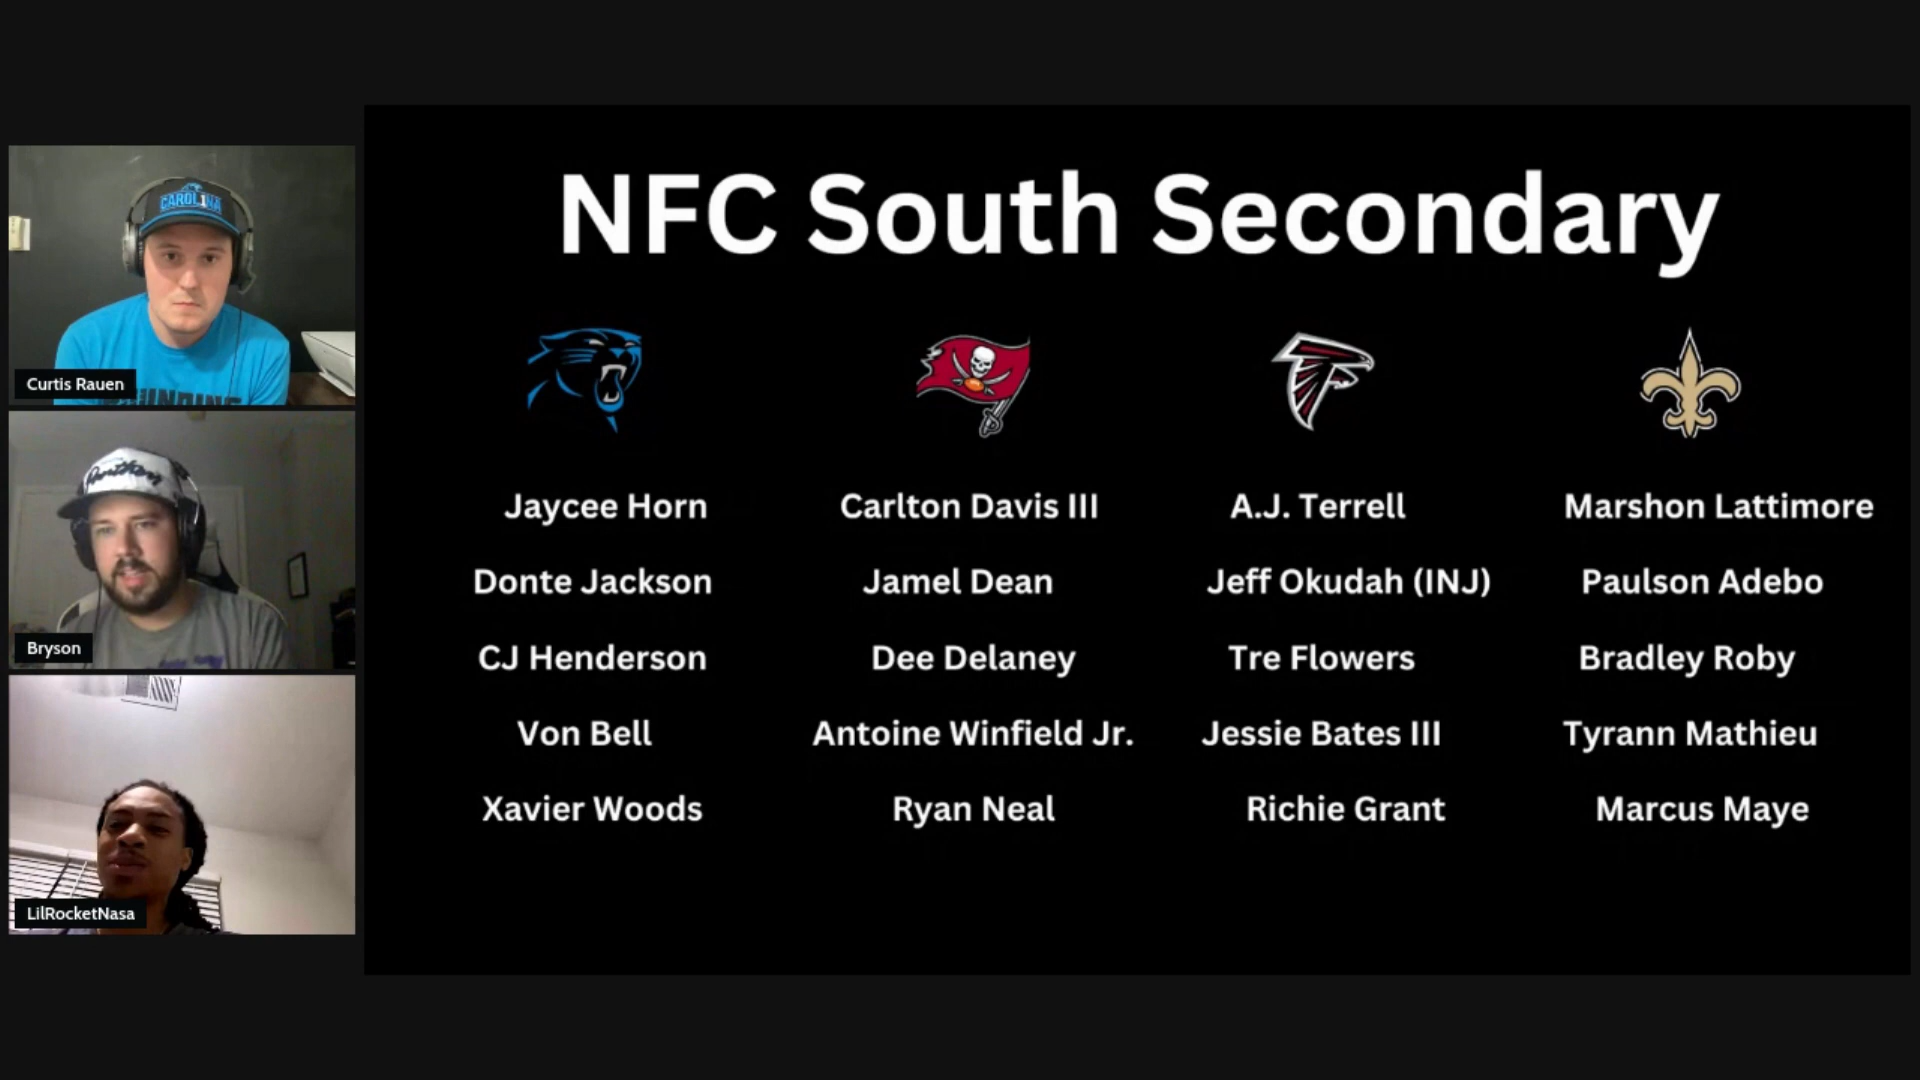 CAROL1NA
Curtis Rauen
Panthers
Bryson
LilRocketNasa
NFC South Secondary
Jaycee Horn
Carlton Davis III
A.J. Terrell
Marshon Lattimore
Donte Jackson
Jamel Dean
Jeff Okudah (INJ)
Paulson Adebo
CJ Henderson
Dee Delaney
Tre Flowers
Bradley Roby
Von Bell
Antoine Winfield Jr.
Jessie Bates III
Tyrann Mathieu
Xavier Woods
Ryan Neal
Richie Grant
Marcus Maye